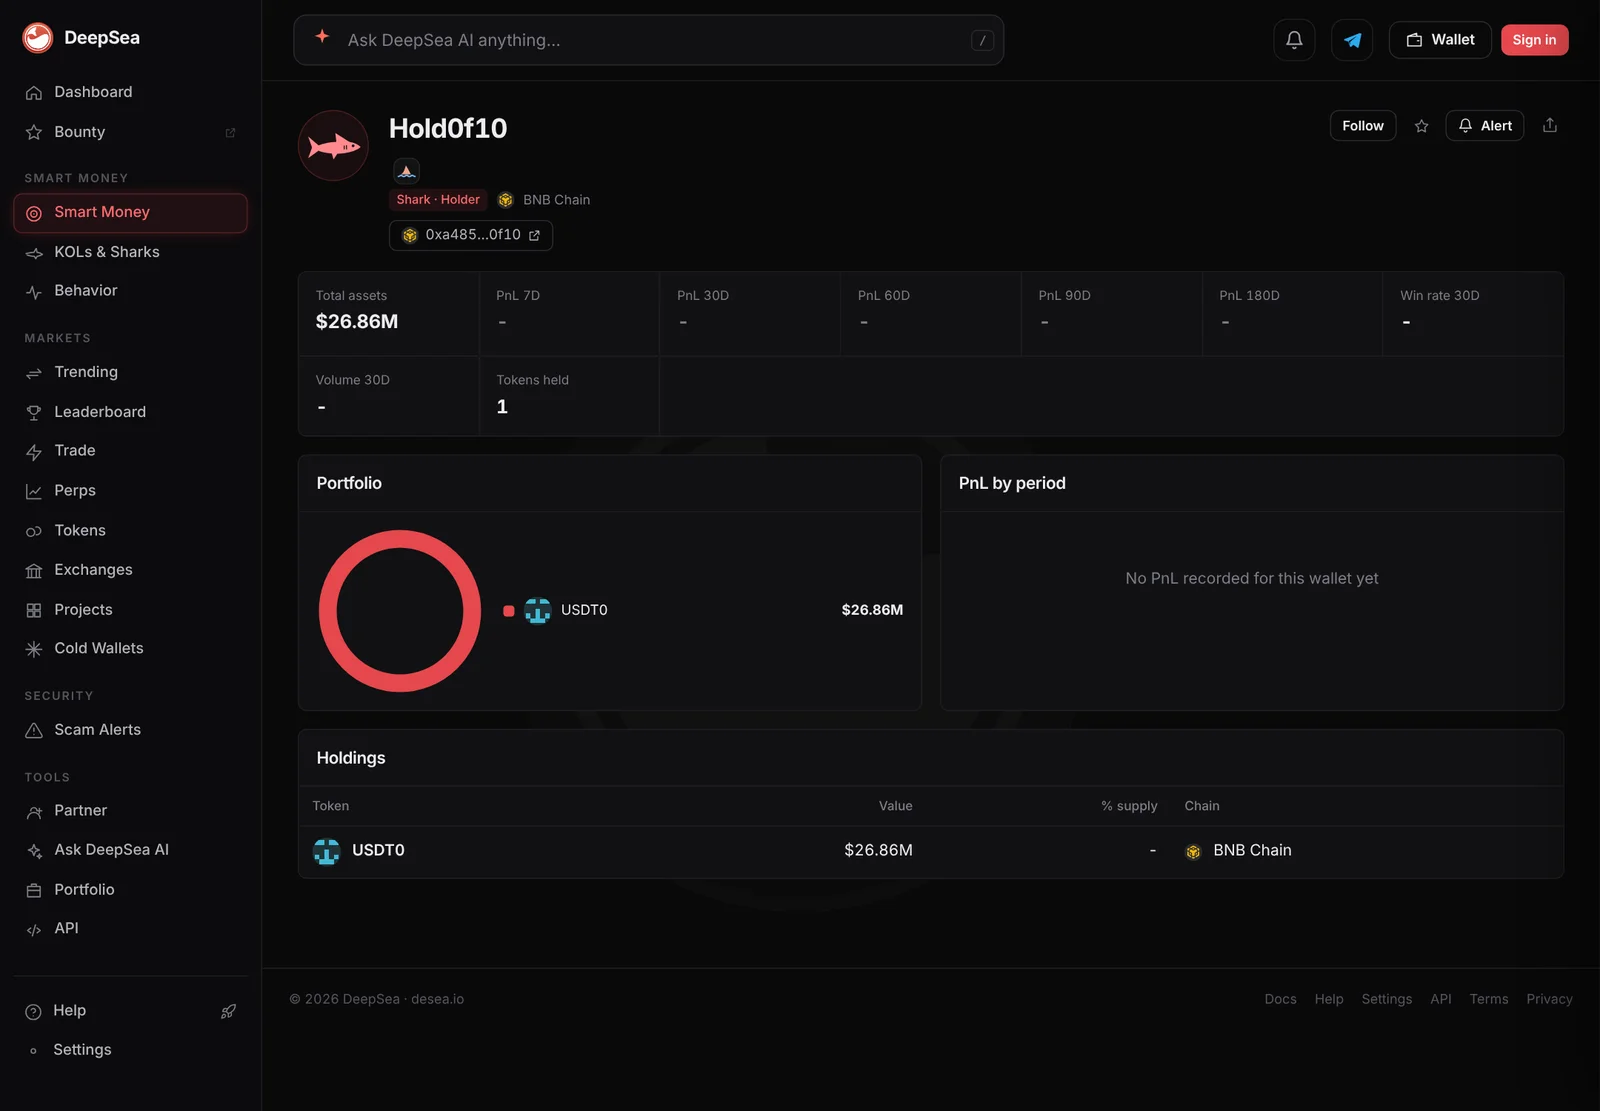 DeepSea
Ask DeepSea AI anything...
/
Wallet
Sign in
Dashboard
Bounty
SMART MONEY
Smart Money
KOLs & Sharks
Behavior
MARKETS
Trending
Leaderboard
Trade
Perps
Tokens
Exchanges
Projects
Cold Wallets
SECURITY
Scam Alerts
TOOLS
Partner
Ask DeepSea AI
Portfolio
API
Help
Settings
Hold0f10
Follow
Alert
Shark · Holder
BNB Chain
0xa485...0f10
Total assets
$26.86M
PnL 7D
-
PnL 30D
-
PnL 60D
-
PnL 90D
-
PnL 180D
-
Win rate 30D
-
Volume 30D
-
Tokens held
1
Portfolio
USDT0
$26.86M
PnL by period
No PnL recorded for this wallet yet
Holdings
Token Value % supply Chain
USDT0 $26.86M - BNB Chain
© 2026 DeepSea · desea.io
Docs Help Settings API Terms Privacy